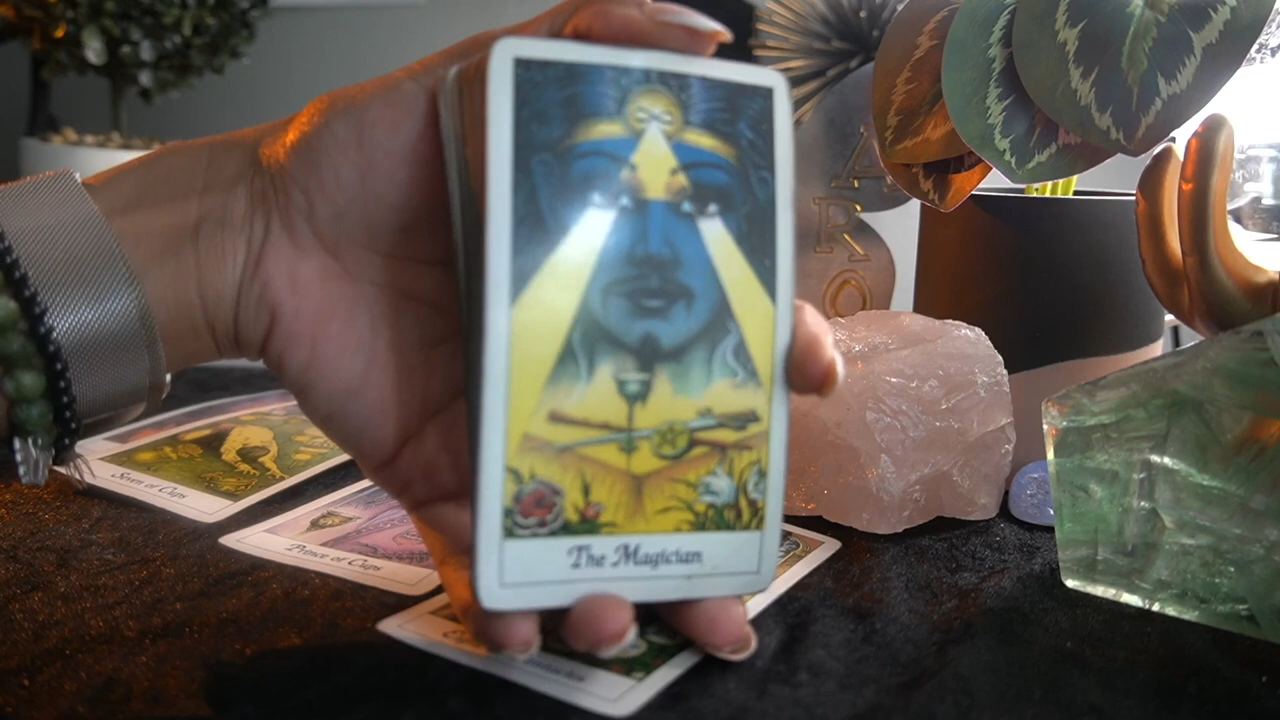 The Magician
A
R
O
Seven of Cups
Prince of Cups